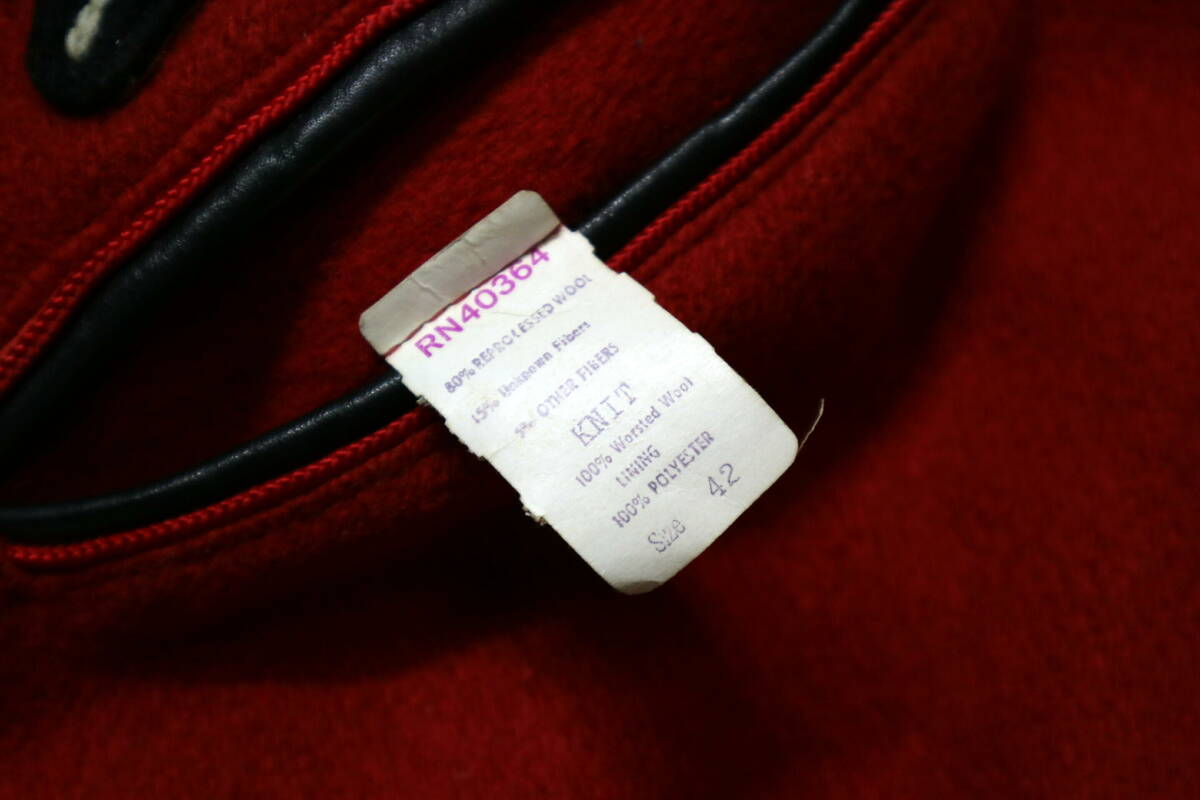 RN40364
80% REPROCESSED WOOL
15% Unknown Fibers
5% OTHER FIBERS
KNIT
100% Worsted Wool
LINING
100% POLYESTER
Size 42